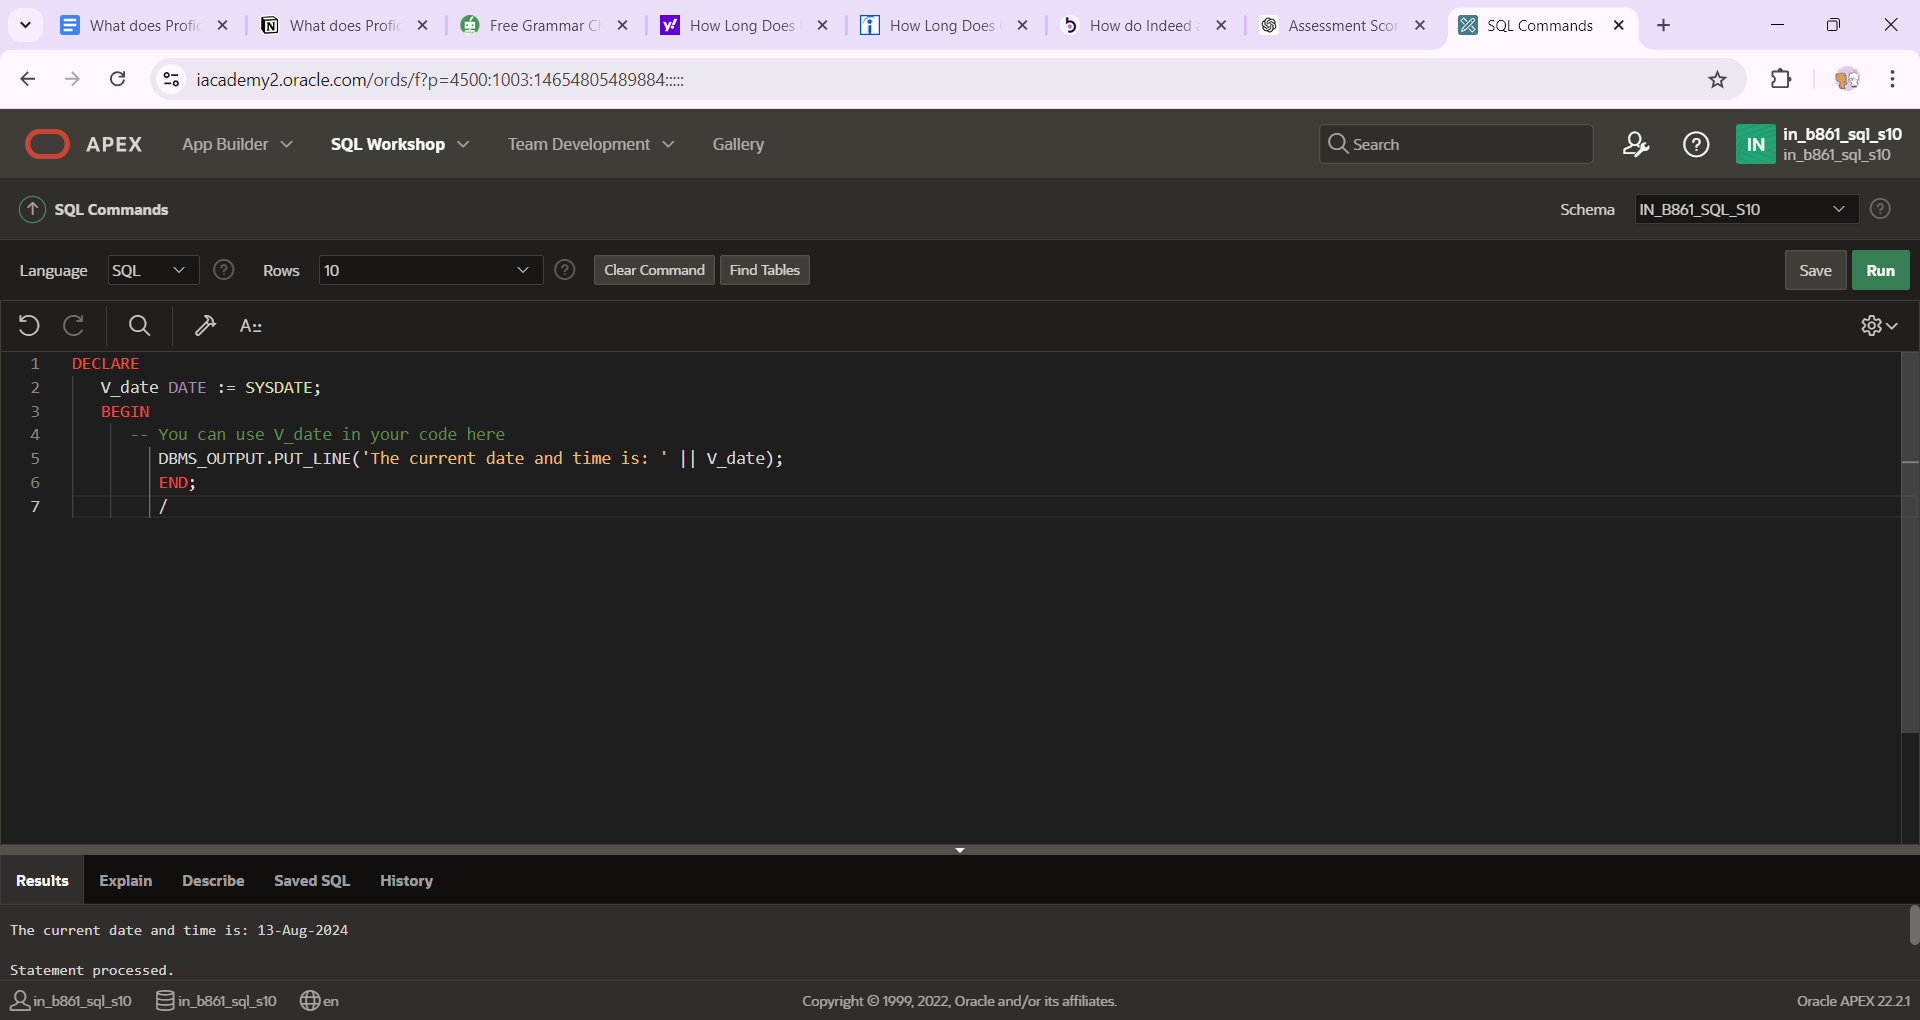 What does Profic
What does Profic
Free Grammar C
How Long Does
How Long Does
How do Indeed
Assessment Scor
SQL Commands
iacademy2.oracle.com/ords/f?p=4500:1003:14654805489884:::::
APEX
App Builder
SQL Workshop
Team Development
Gallery
Search
IN
in_b861_sql_s10
in_b861_sql_s10
SQL Commands
Schema
IN_B861_SQL_S10
Language
SQL
Rows
10
Clear Command
Find Tables
Save
Run
A::
1 DECLARE
2 V_date DATE := SYSDATE;
3 BEGIN
4 -- You can use V_date in your code here
5 DBMS_OUTPUT.PUT_LINE('The current date and time is: ' || V_date);
6 END;
7 /
Results
Explain
Describe
Saved SQL
History
The current date and time is: 13-Aug-2024
Statement processed.
in_b861_sql_s10
in_b861_sql_s10
en
Copyright © 1999, 2022, Oracle and/or its affiliates.
Oracle APEX 22.2.1